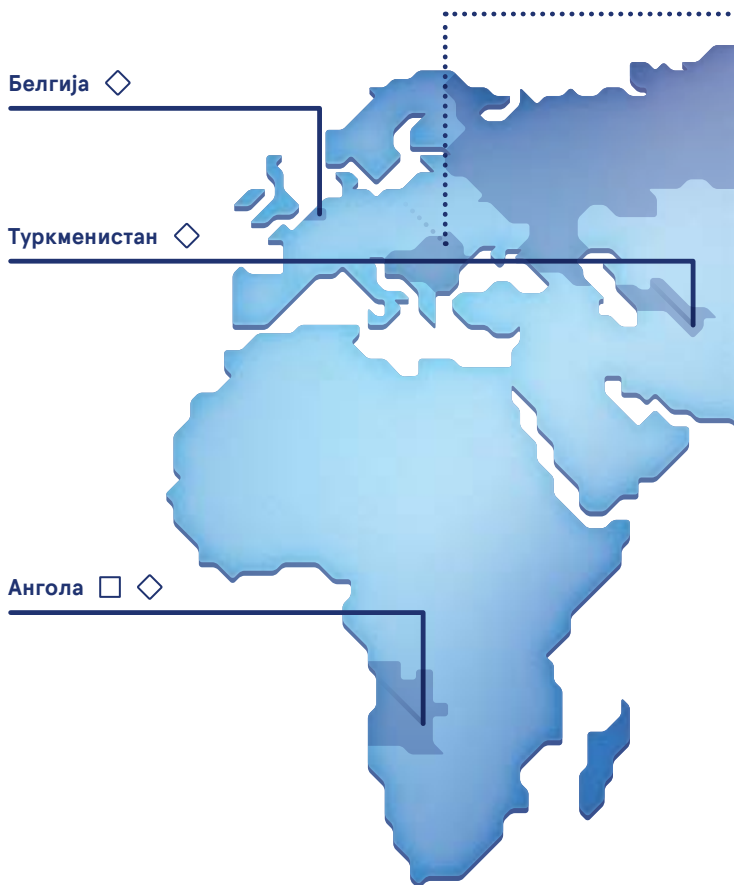 Белгија
Туркменистан
Ангола